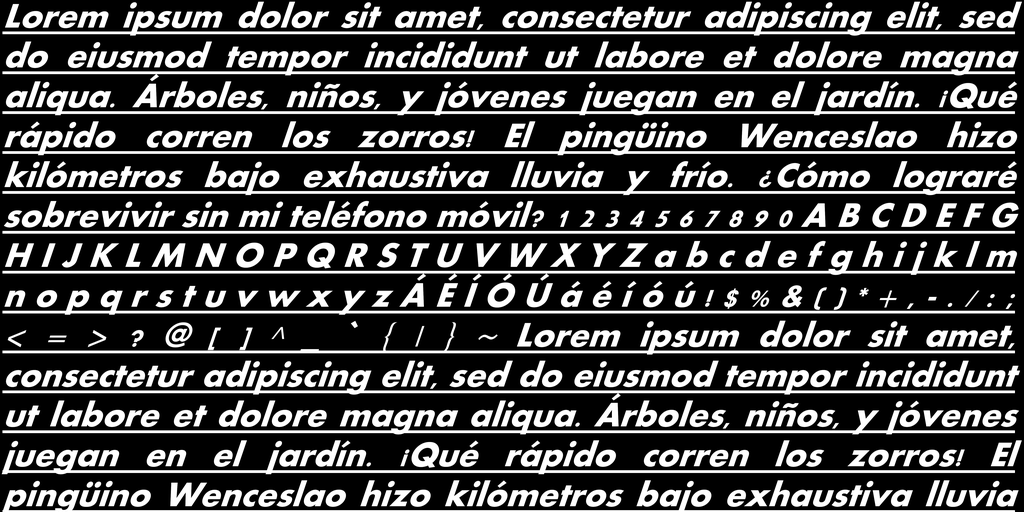 Lorem ipsum dolor sit amet, consectetur adipiscing elit, sed
do eiusmod tempor incididunt ut labore et dolore magna
aliqua. Árboles, niños, y jóvenes juegan en el jardín. ¡Qué
rápido corren los zorros! El pingüino Wenceslao hizo
kilómetros bajo exhaustiva lluvia y frío. ¿Cómo lograré
sobrevivir sin mi teléfono móvil? 1 2 3 4 5 6 7 8 9 0 A B C D E F G
H I J K L M N O P Q R S T U V W X Y Z a b c d e f g h i j k l m
n o p q r s t u v w x y z Á É Í Ó Ú á é í ó ú ! $ % & ( ) * + , - . / : ;
< = > ? @ [ ] ^ _ ` { | } ~ Lorem ipsum dolor sit amet,
consectetur adipiscing elit, sed do eiusmod tempor incididunt
ut labore et dolore magna aliqua. Árboles, niños, y jóvenes
juegan en el jardín. ¡Qué rápido corren los zorros! El
pingüino Wenceslao hizo kilómetros bajo exhaustiva lluvia